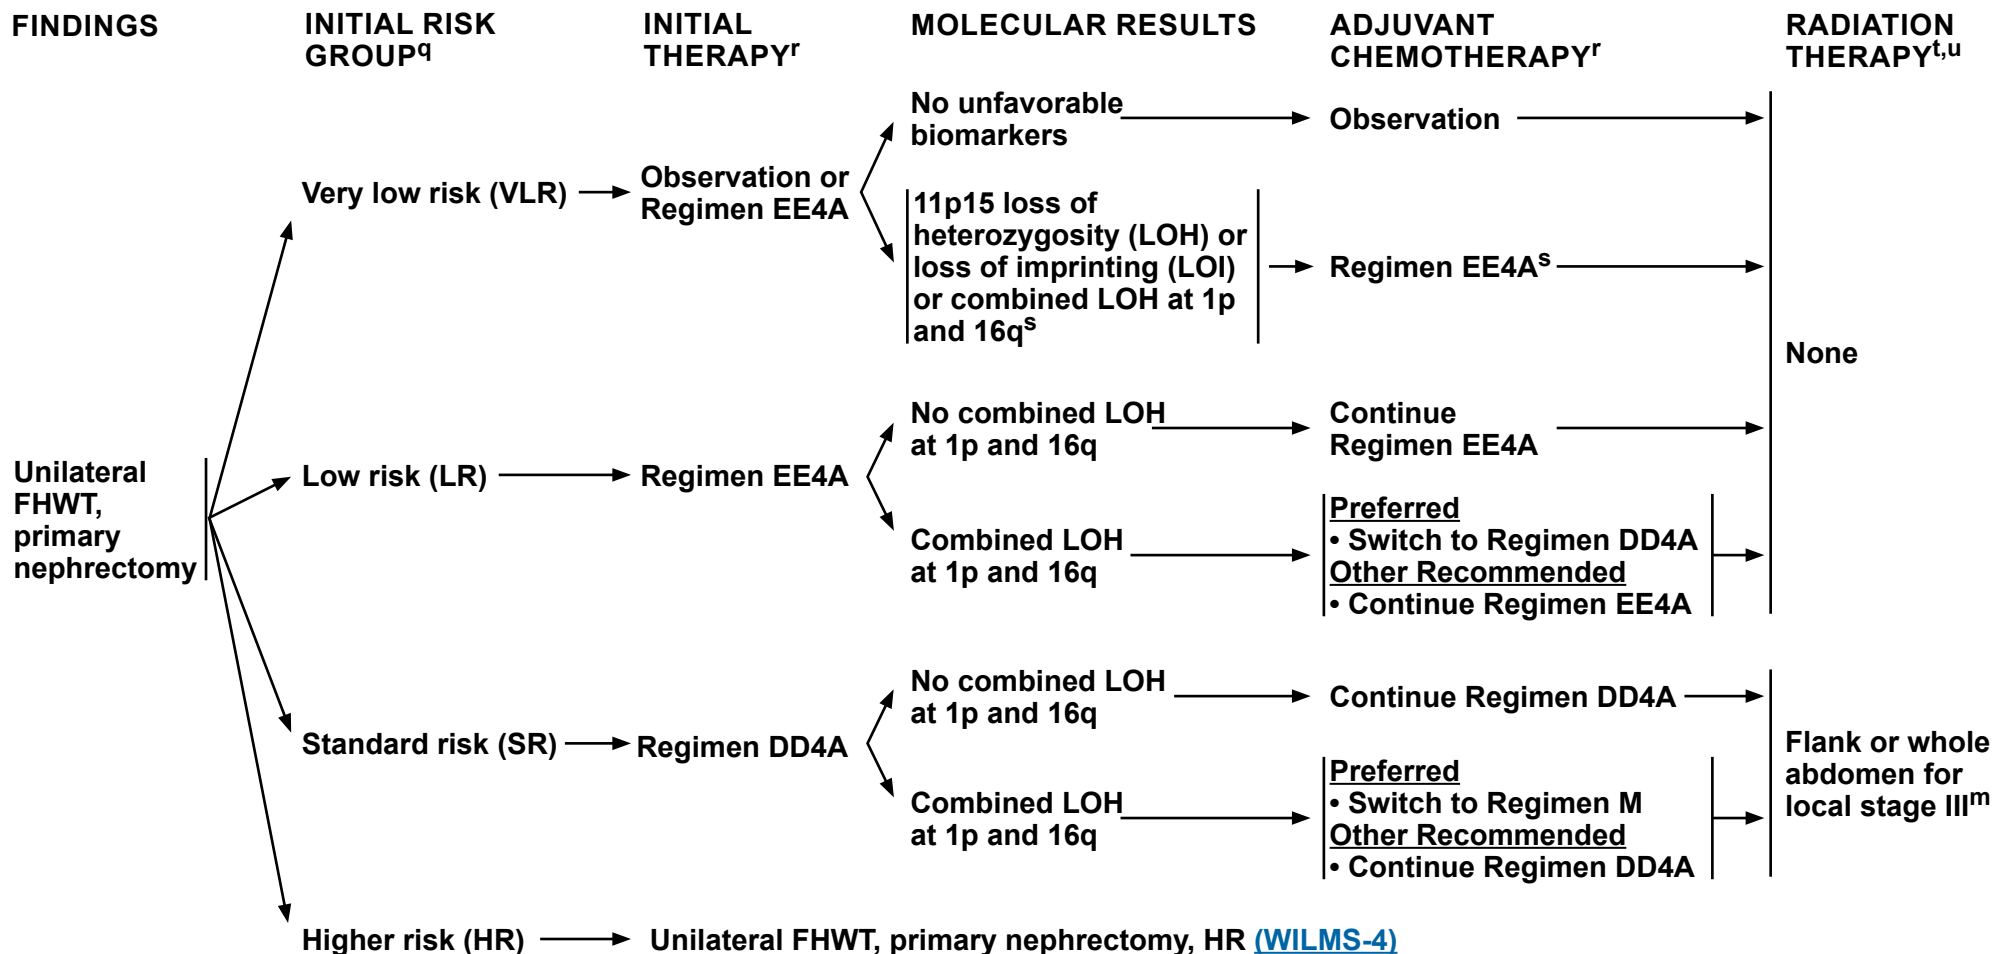 FINDINGS
INITIAL RISK
GROUPq
INITIAL
THERAPYr
MOLECULAR RESULTS
ADJUVANT
CHEMOTHERAPYr
RADIATION
THERAPYt,u
Unilateral
FHWT,
primary
nephrectomy
Very low risk (VLR)
Observation or
Regimen EE4A
No unfavorable
biomarkers
Observation
11p15 loss of
heterozygosity (LOH) or
loss of imprinting (LOI)
or combined LOH at 1p
and 16qs
Regimen EE4As
None
Low risk (LR)
Regimen EE4A
No combined LOH
at 1p and 16q
Continue
Regimen EE4A
Combined LOH
at 1p and 16q
Preferred
• Switch to Regimen DD4A
Other Recommended
• Continue Regimen EE4A
Standard risk (SR)
Regimen DD4A
No combined LOH
at 1p and 16q
Continue Regimen DD4A
Combined LOH
at 1p and 16q
Preferred
• Switch to Regimen M
Other Recommended
• Continue Regimen DD4A
Flank or whole
abdomen for
local stage IIIm
Higher risk (HR)
Unilateral FHWT, primary nephrectomy, HR (WILMS-4)